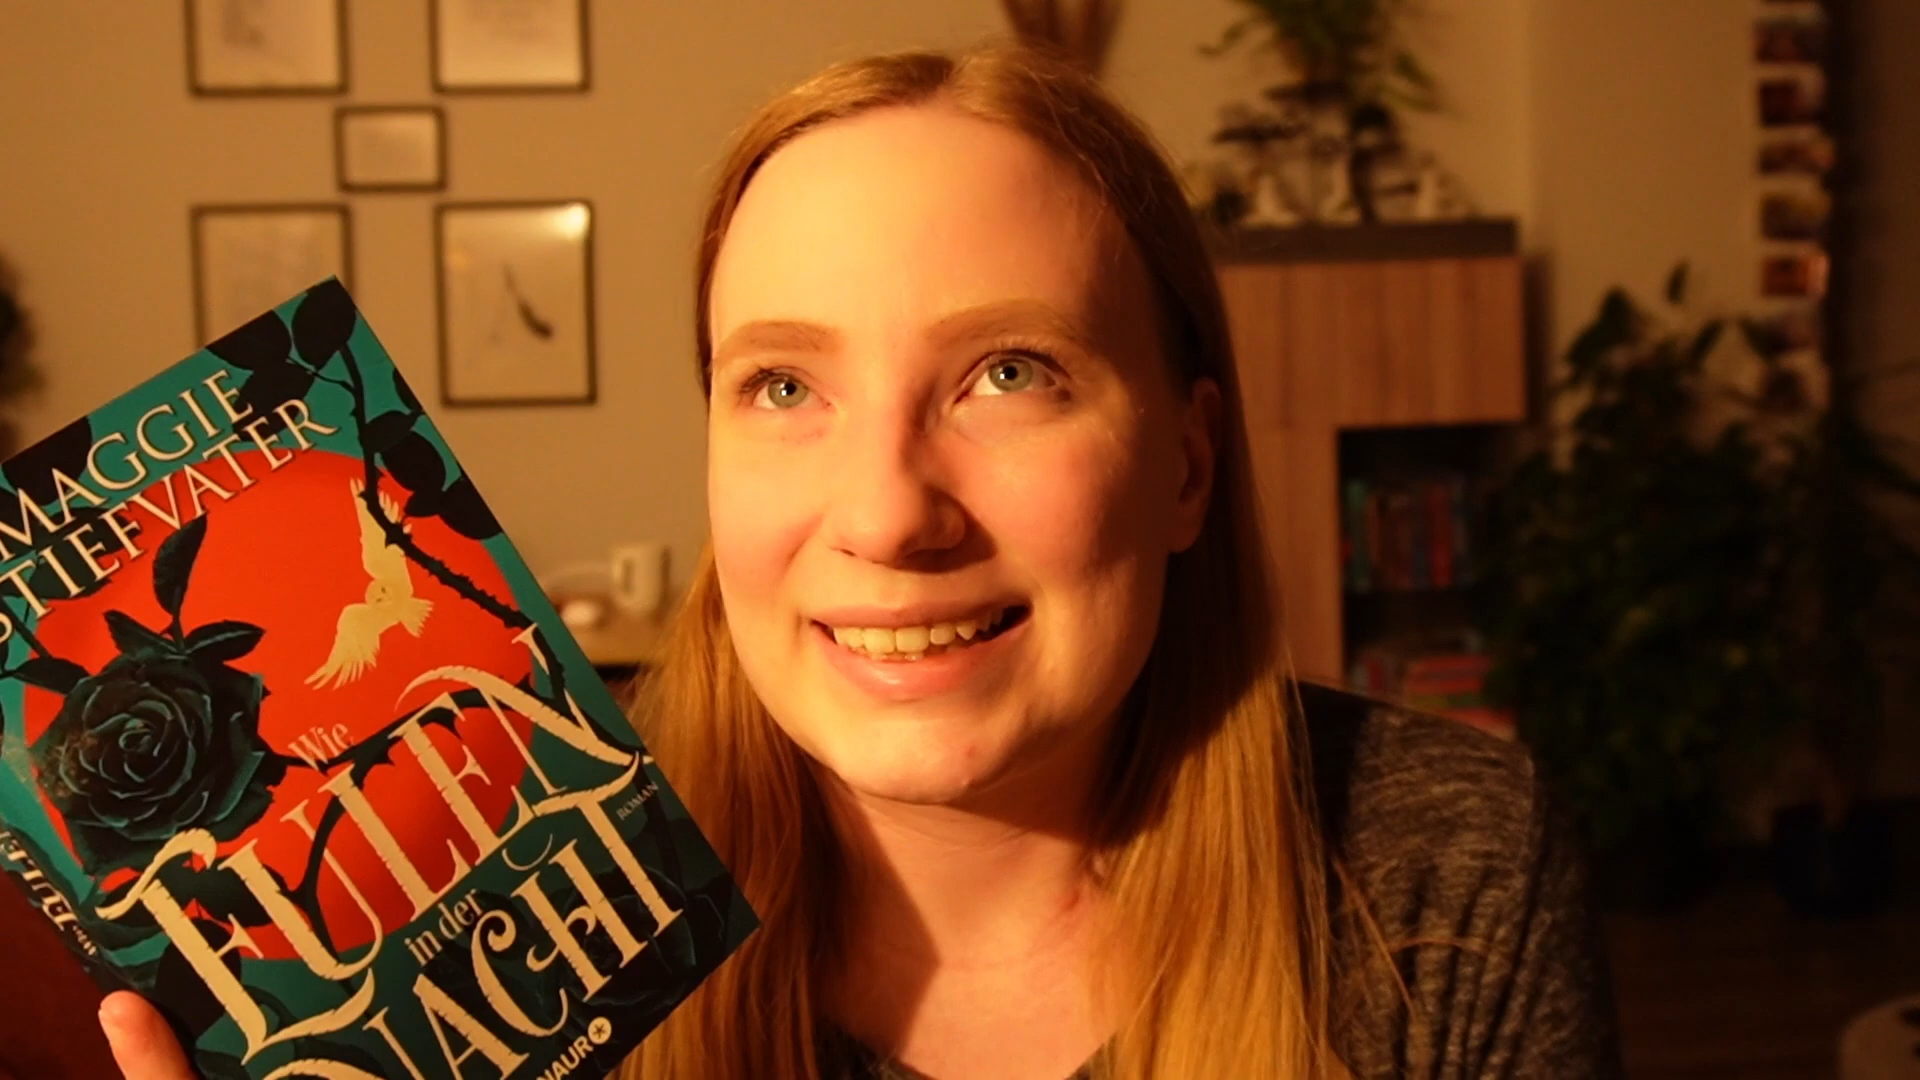 MAGGIE
STIEFVATER
Wie
EULEN
in der
NACHT
ROMAN